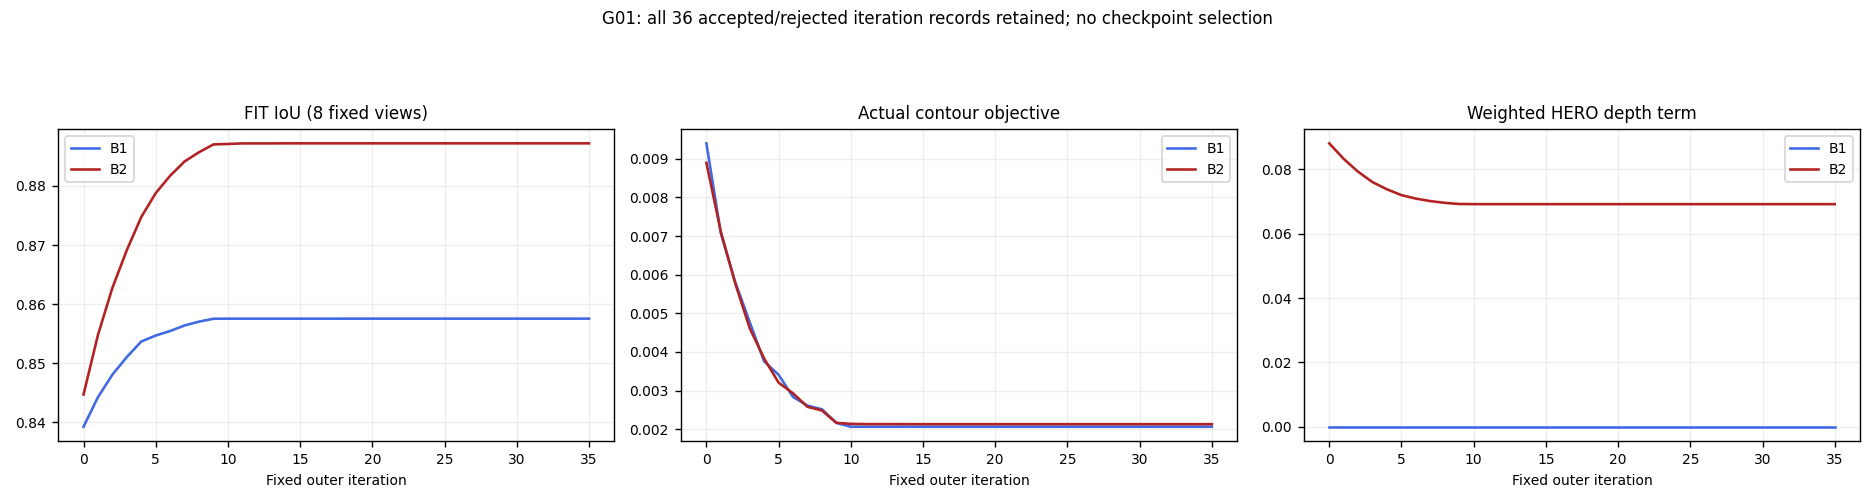 G01: all 36 accepted/rejected iteration records retained; no checkpoint selection
FIT IoU (8 fixed views)
B1
B2
0.88
0.87
0.86
0.85
0.84
0 5 10 15 20 25 30 35
Fixed outer iteration
Actual contour objective
B1
B2
0.009
0.008
0.007
0.006
0.005
0.004
0.003
0.002
0 5 10 15 20 25 30 35
Fixed outer iteration
Weighted HERO depth term
B1
B2
0.08
0.06
0.04
0.02
0.00
0 5 10 15 20 25 30 35
Fixed outer iteration